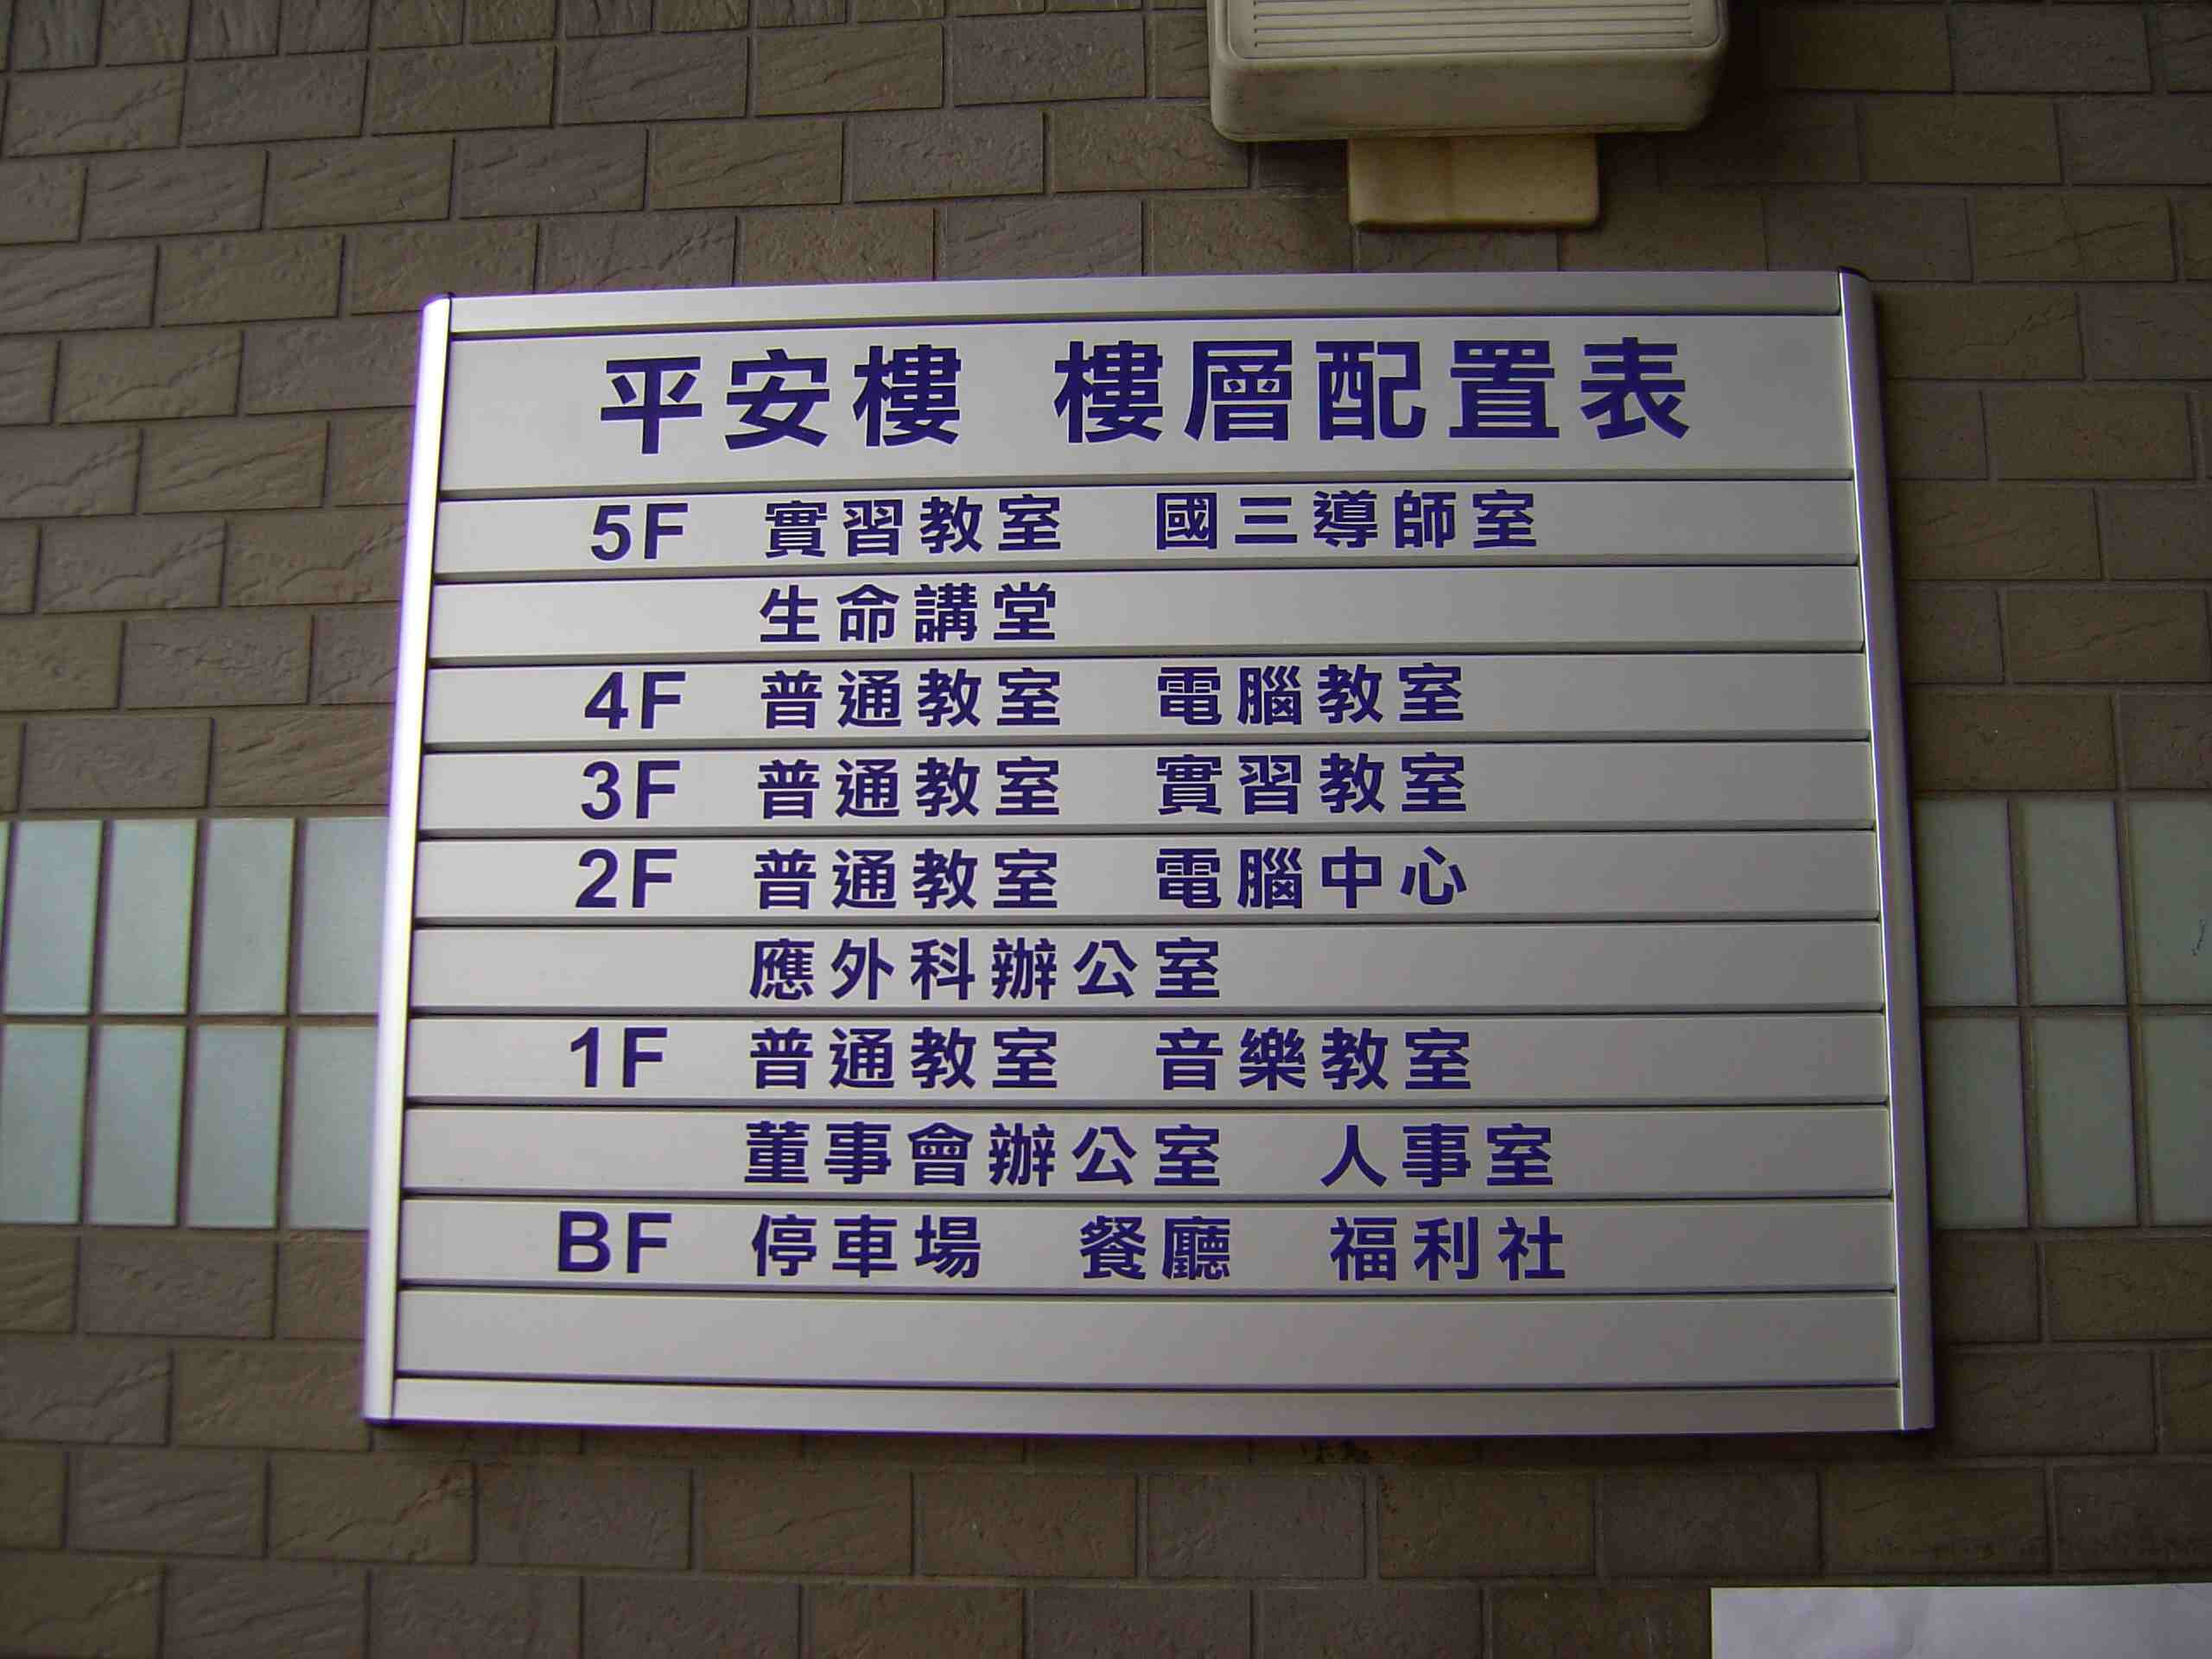 平安樓 樓層配置表
5F 實習教室 國三導師室
生命講堂
4F 普通教室 電腦教室
3F 普通教室 實習教室
2F 普通教室 電腦中心
應外科辦公室
1F 普通教室 音樂教室
董事會辦公室 人事室
BF 停車場 餐廳 福利社